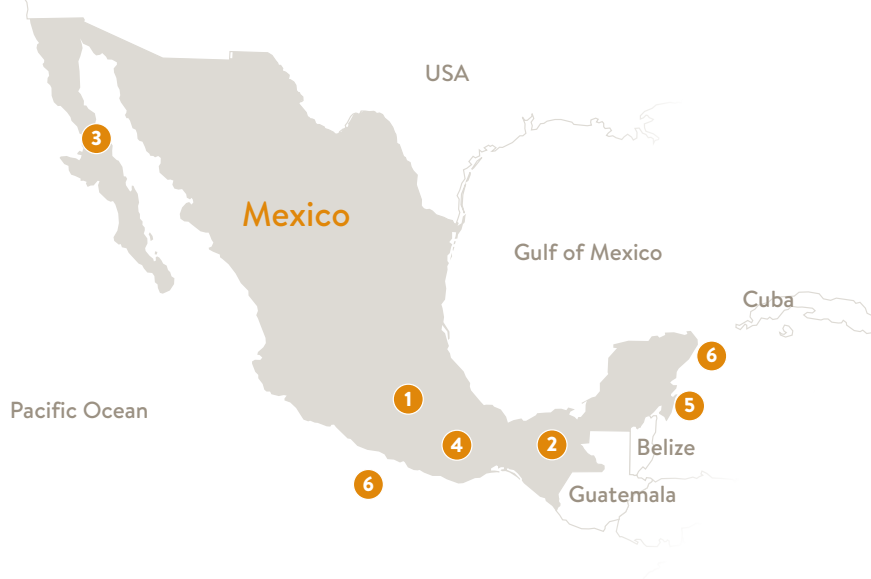 USA
3
Mexico
Gulf of Mexico
Cuba
6
1
5
Pacific Ocean
4
2
Belize
6
Guatemala